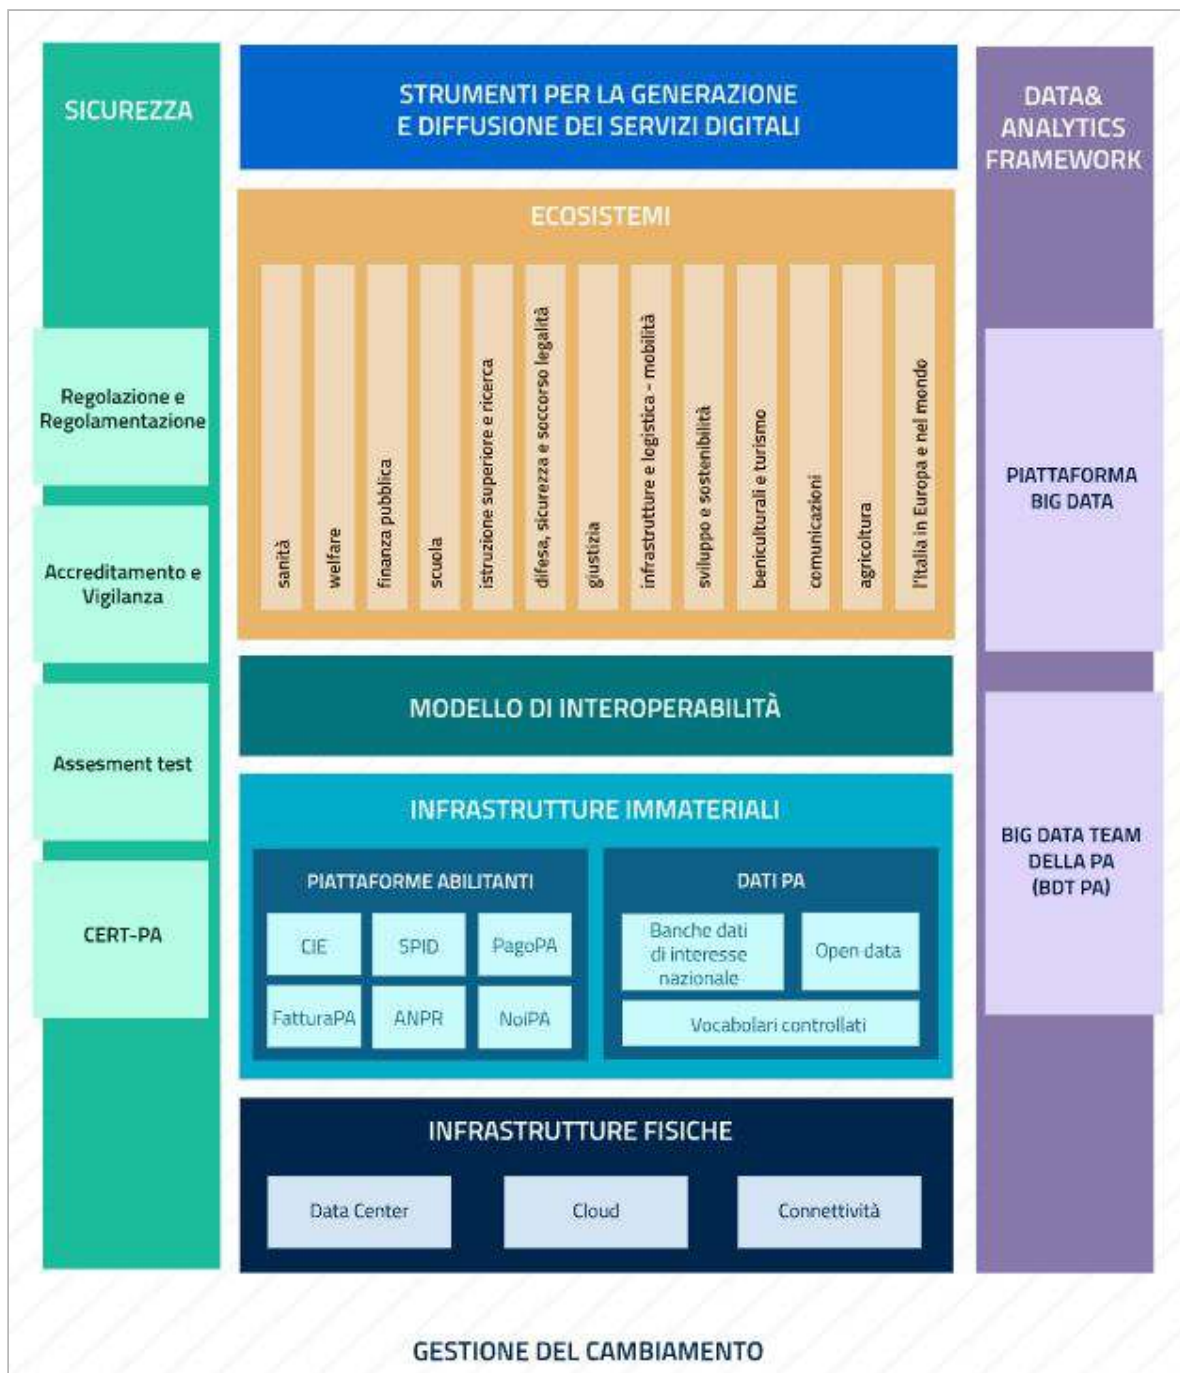 SICUREZZA
Regolazione e
Regolamentazione
Accreditamento e
Vigilanza
Assesment test
CERT-PA
STRUMENTI PER LA GENERAZIONE
E DIFFUSIONE DEI SERVIZI DIGITALI
ECOSISTEMI
sanità
welfare
finanza pubblica
scuola
istruzione superiore e ricerca
difesa, sicurezza e soccorso legalità
giustizia
infrastrutture e logistica - mobilità
sviluppo e sostenibilità
beniculturali e turismo
comunicazioni
agricoltura
l'Italia in Europa e nel mondo
MODELLO DI INTEROPERABILITÀ
INFRASTRUTTURE IMMATERIALI
PIATTAFORME ABILITANTI
CIE
SPID
PagoPA
FatturaPA
ANPR
NoiPA
DATI PA
Banche dati
di interesse
nazionale
Open data
Vocabolari controllati
INFRASTRUTTURE FISICHE
Data Center
Cloud
Connettività
DATA&
ANALYTICS
FRAMEWORK
PIATTAFORMA
BIG DATA
BIG DATA TEAM
DELLA PA
(BDT PA)
GESTIONE DEL CAMBIAMENTO